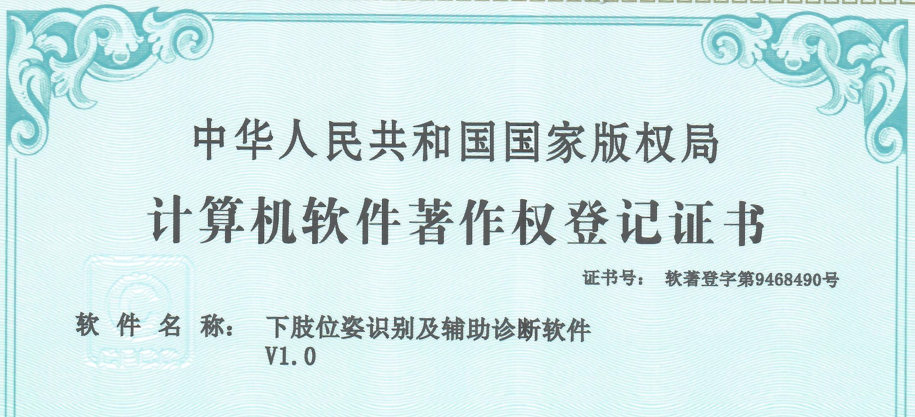 中华人民共和国国家版权局
计算机软件著作权登记证书
证书号： 软著登字第9468490号
软 件 名 称： 下肢位姿识别及辅助诊断软件
V1.0